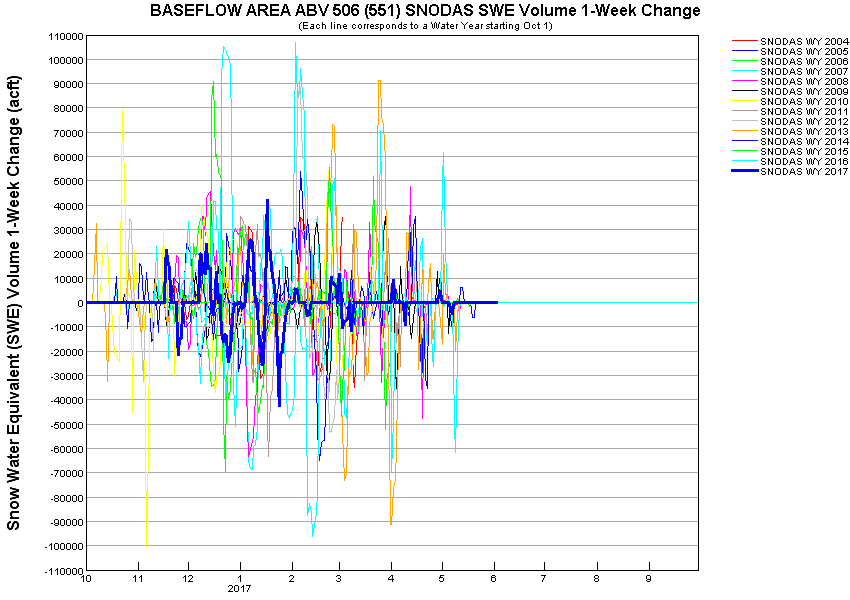 BASEFLOW AREA ABV 506 (551) SNODAS SWE Volume 1-Week Change
(Each line corresponds to a Water Year starting Oct 1)
Snow Water Equivalent (SWE) Volume 1-Week Change (acft)
110000
100000
90000
80000
70000
60000
50000
40000
30000
20000
10000
0
-10000
-20000
-30000
-40000
-50000
-60000
-70000
-80000
-90000
-100000
-110000
10 11 12 1 2 3 4 5 6 7 8 9
2017
SNODAS WY 2004
SNODAS WY 2005
SNODAS WY 2006
SNODAS WY 2007
SNODAS WY 2008
SNODAS WY 2009
SNODAS WY 2010
SNODAS WY 2011
SNODAS WY 2012
SNODAS WY 2013
SNODAS WY 2014
SNODAS WY 2015
SNODAS WY 2016
SNODAS WY 2017